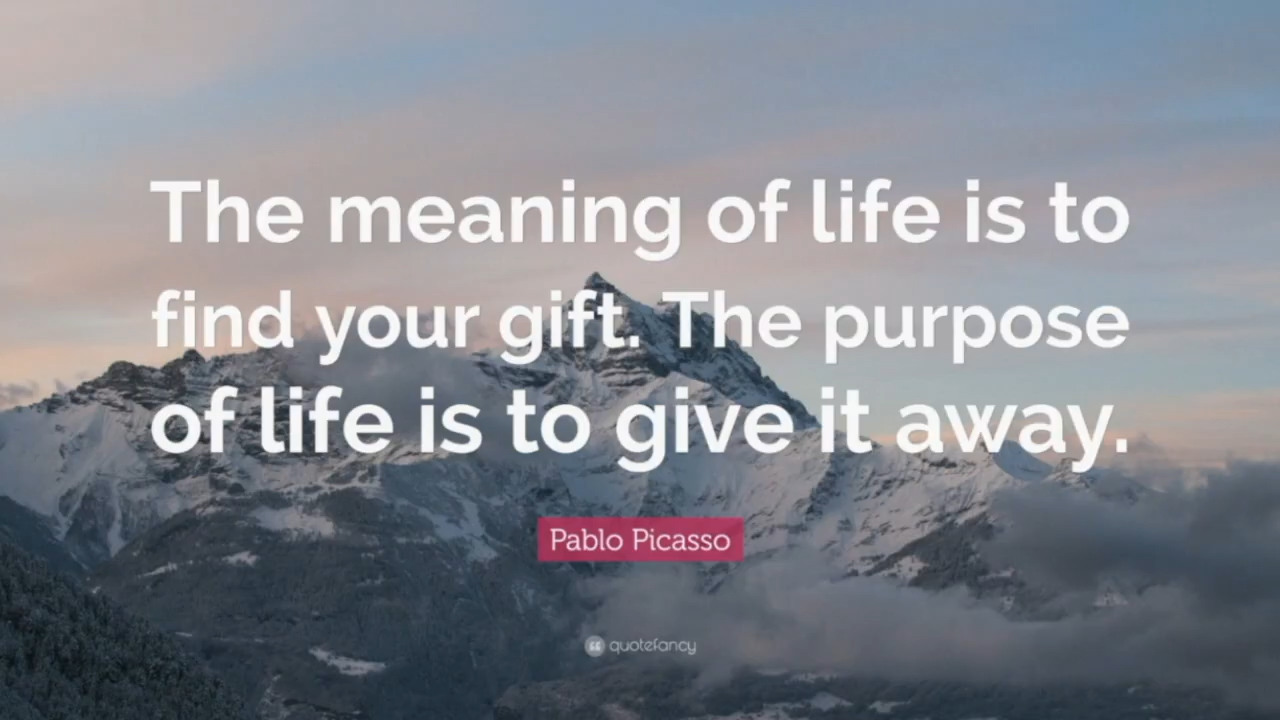 The meaning of life is to
find your gift. The purpose
of life is to give it away.
Pablo Picasso
quotefancy